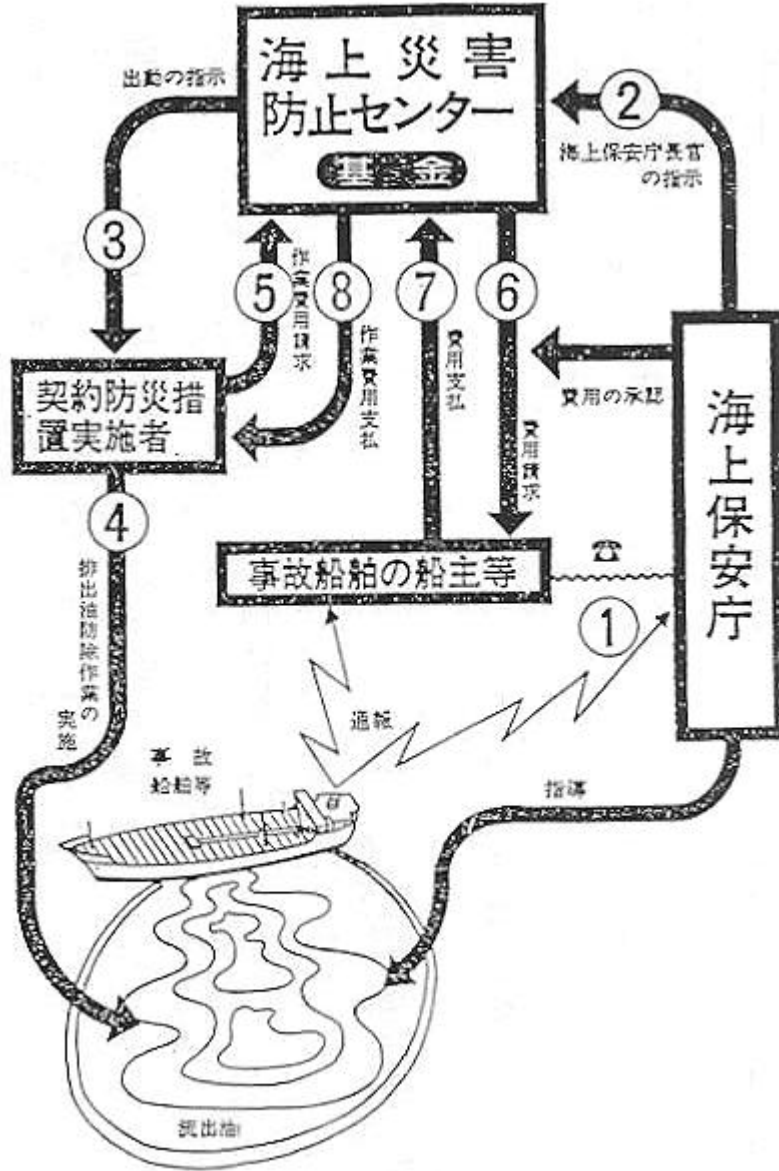 海上災害
防止センター
基金
出動の指示
②
海上保安庁長官
の指示
③
⑤
作業費用請求
⑧
作業費用支払
⑦
費用支払
⑥
費用請求
費用の承認
契約防災措
置実施者
海上保安庁
④
排出油防除作業の
実施
事故船舶の船主等
☎
①
通報
事故
船舶等
指導
排出油